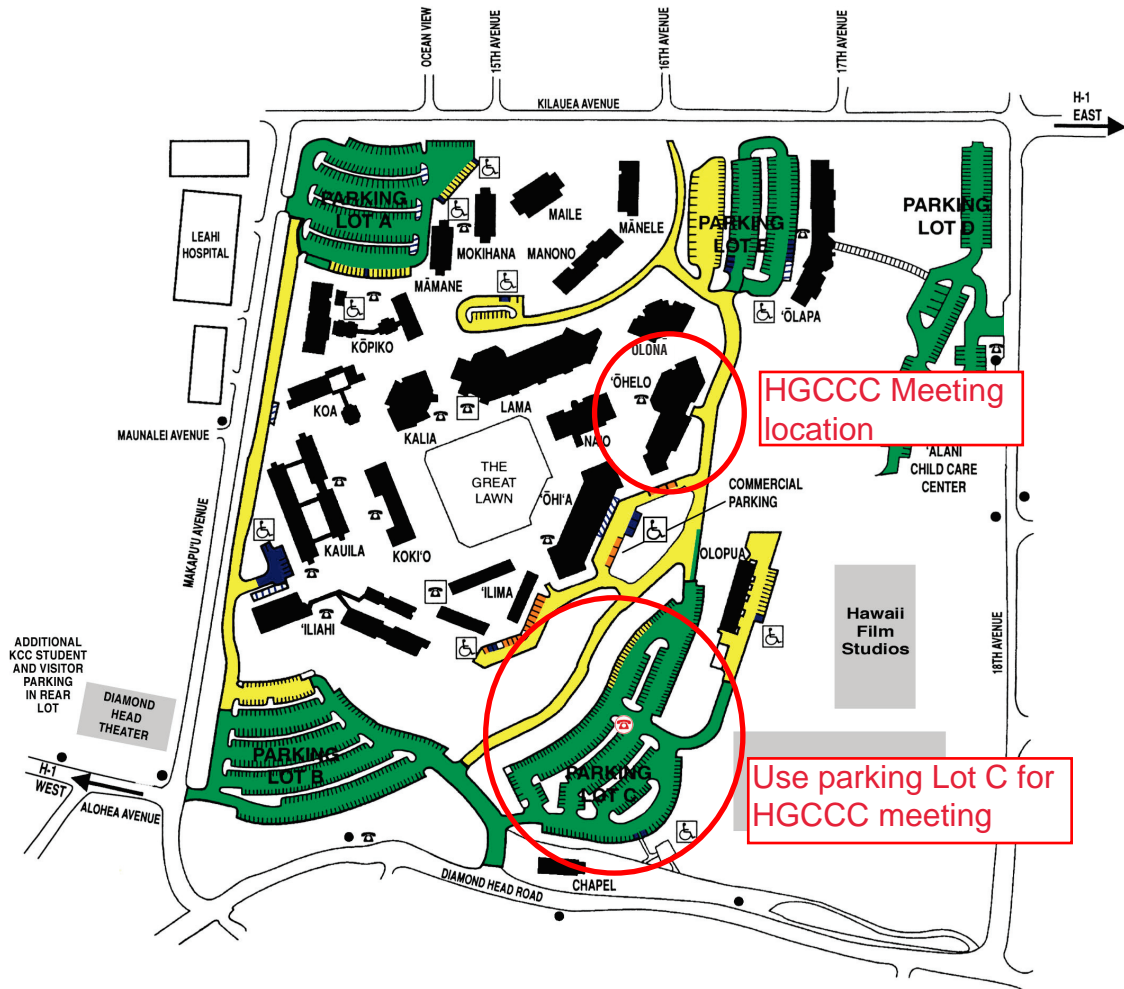 OCEAN VIEW
15TH AVENUE
16TH AVENUE
17TH AVENUE
KILAUEA AVENUE
H-1
EAST
LEAHI
HOSPITAL
PARKING
LOT A
MAILE
MOKIHANA
MĀMANE
MANONO
MĀNELE
PARKING
LOT E
PARKING
LOT D
ʻŌLAPA
KŌPIKO
OLONĀ
ʻŌHELO
HGCCC Meeting
location
KOA
KALIA
LAMA
NAIO
MAUNALEI AVENUE
ʻALANI
CHILD CARE
CENTER
THE
GREAT
LAWN
COMMERCIAL
PARKING
ʻŌHIʻA
MAKAPUʻU AVENUE
KAUILA
KOKIʻO
OLOPUA
ʻILIMA
ʻILIAHI
Hawaii
Film
Studios
18TH AVENUE
ADDITIONAL
KCC STUDENT
AND VISITOR
PARKING
IN REAR
LOT
DIAMOND
HEAD
THEATER
PARKING
LOT B
PARKING
LOT C
Use parking Lot C for
HGCCC meeting
H-1
WEST
ALOHEA AVENUE
CHAPEL
DIAMOND HEAD ROAD